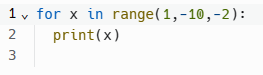 1 for x in range(1,-10,-2):
2 print(x)
3